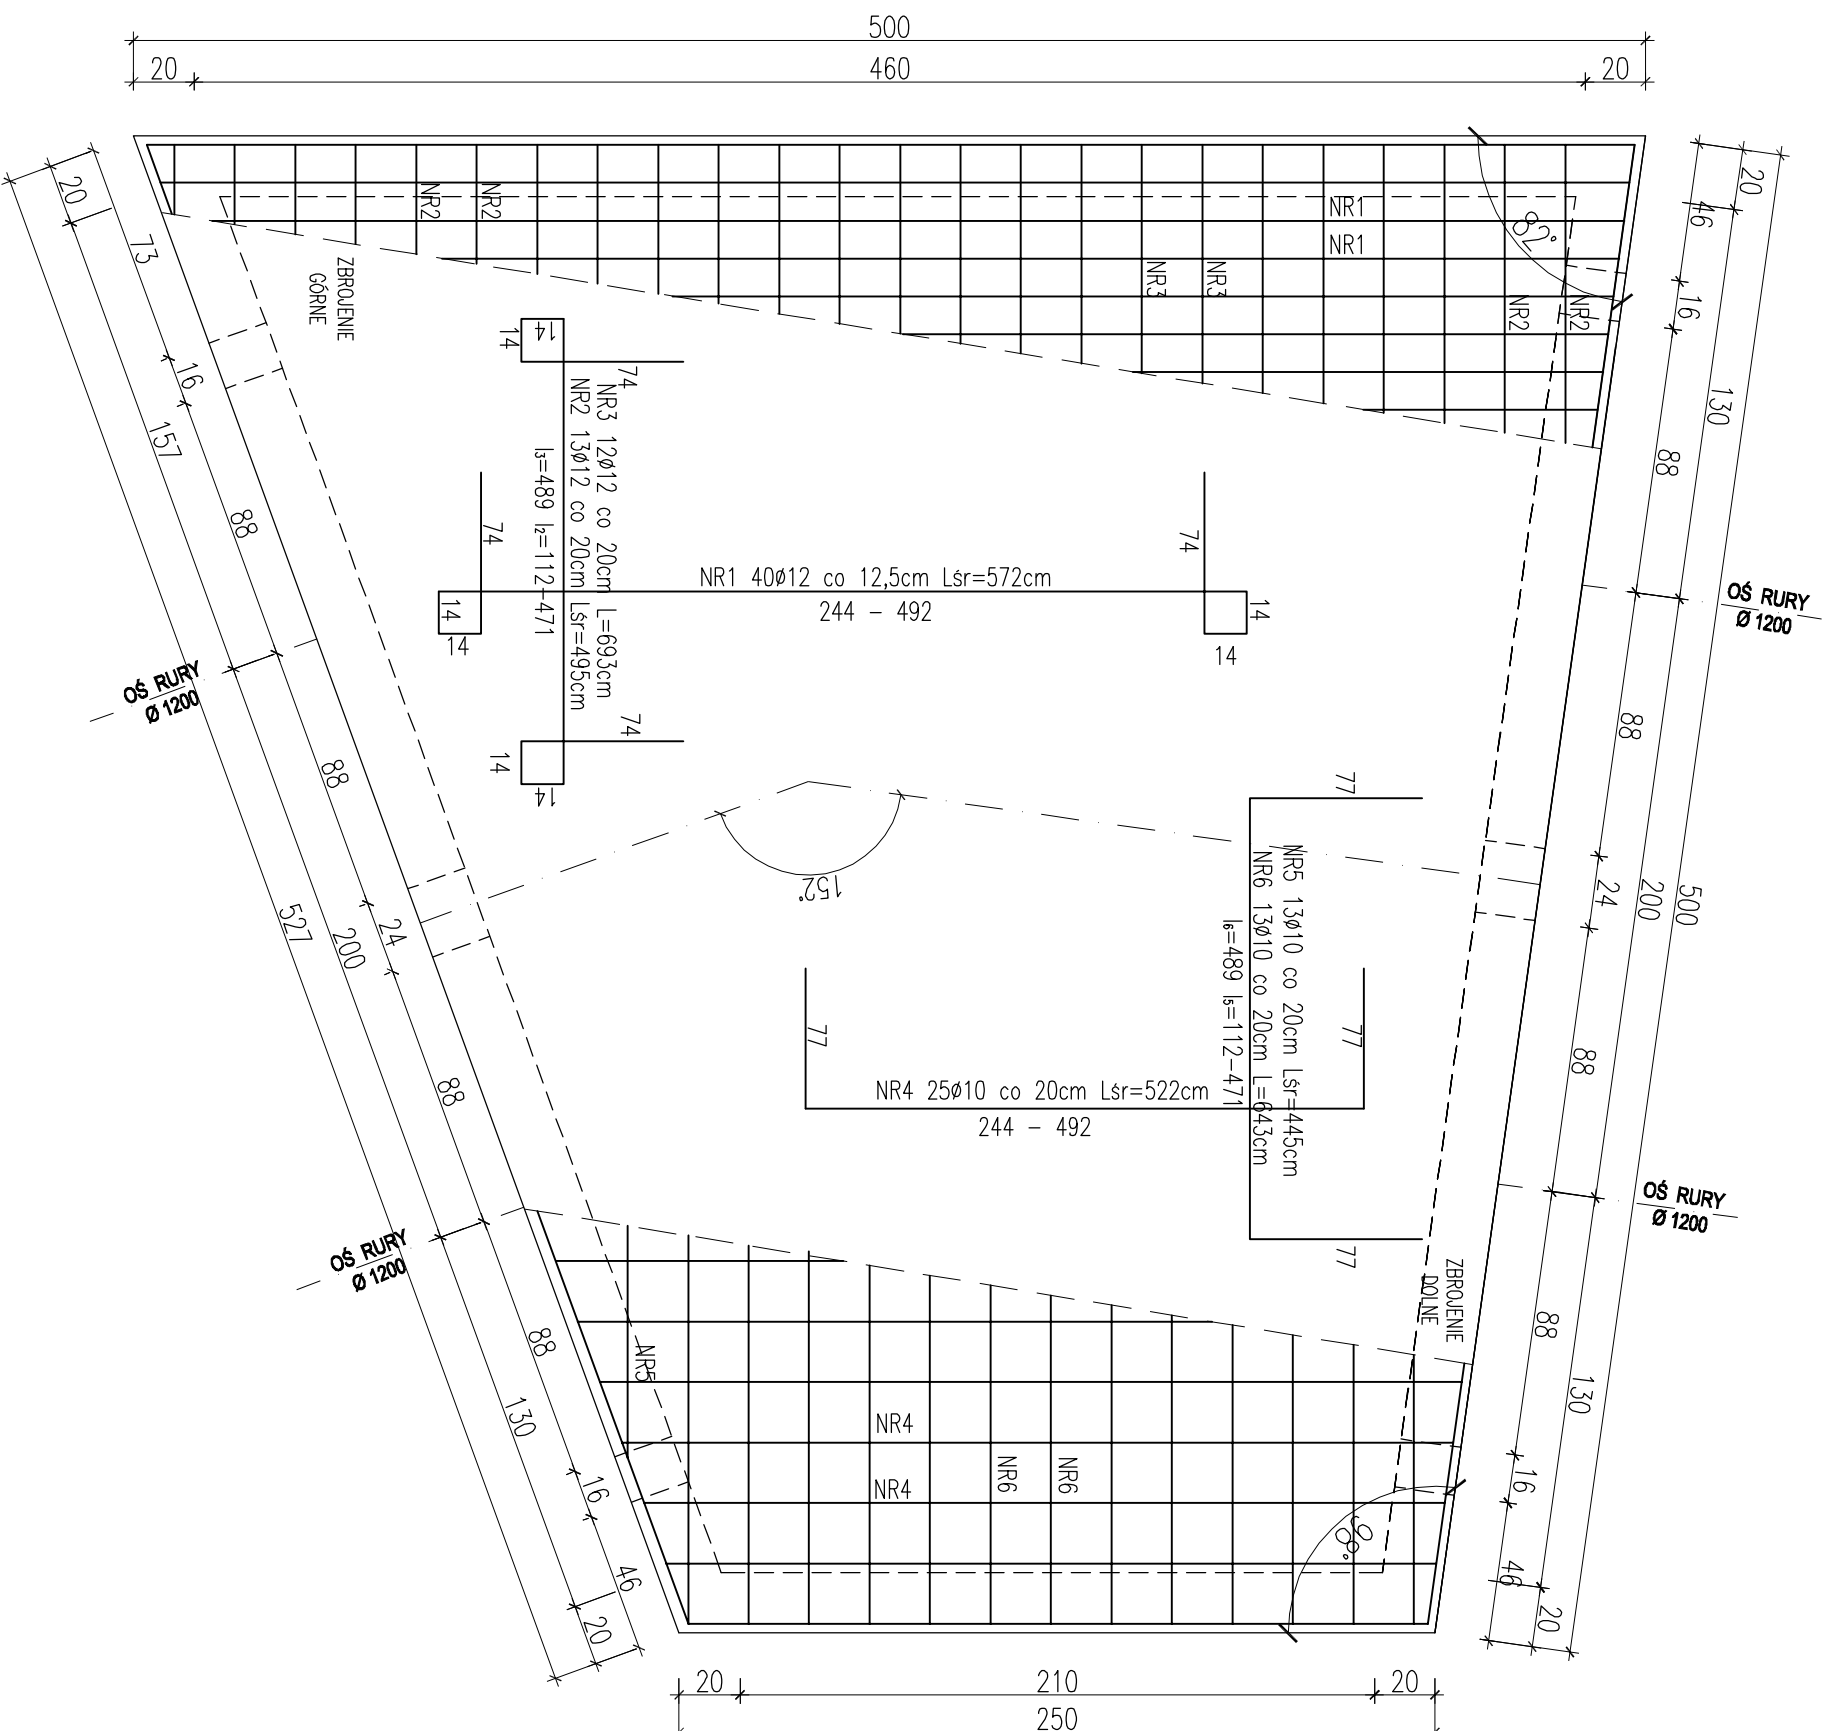 500
20
460
20
20
46
16
130
88
82°
NR1
NR1
NR2
NR2
NR3
NR3
NR2
NR2
20
73
16
157
88
ZBROJENIE
GÓRNE
14
14
74
NR3 12ø12 co 20cm L=693cm
NR2 13ø12 co 20cm Lśr=495cm
l₃=489 l₂=112-471
74
14
14
74
74
NR1 40ø12 co 12,5cm Lśr=572cm
244 - 492
14
14
14
14
OŚ RURY
Ø 1200
OŚ RURY
Ø 1200
88
88
24
200
500
88
24
200
527
88
152°
77
NR5 13ø10 co 20cm Lśr=445cm
NR6 13ø10 co 20cm L=643cm
l₆=489 l₅=112-471
77
77
77
NR4 25ø10 co 20cm Lśr=522cm
244 - 492
88
OŚ RURY
Ø 1200
OŚ RURY
Ø 1200
ZBROJENIE
DOLNE
88
130
16
46
20
88
130
16
46
20
NR5
NR4
NR4
NR6
NR6
98°
20
210
20
250